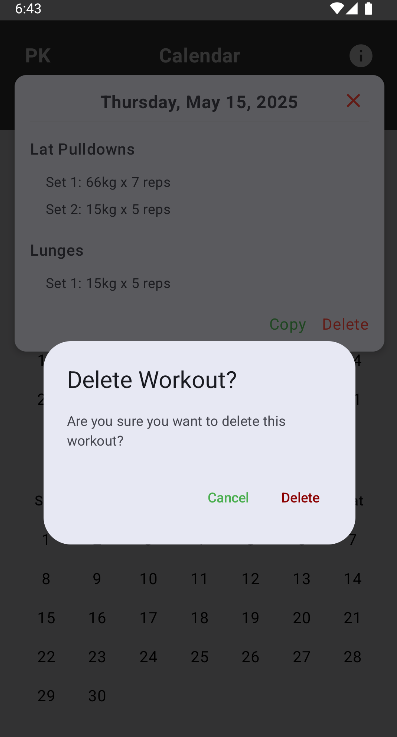 6:43
PK Calendar
Thursday, May 15, 2025
Lat Pulldowns
Set 1: 66kg x 7 reps
Set 2: 15kg x 5 reps
Lunges
Set 1: 15kg x 5 reps
Copy Delete
Delete Workout?
Are you sure you want to delete this
workout?
Cancel Delete
1 7
8 9 10 11 12 13 14
15 16 17 18 19 20 21
22 23 24 25 26 27 28
29 30